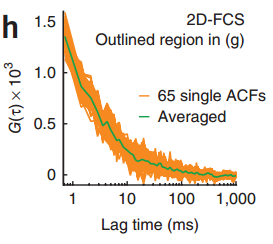 h
2D-FCS
Outlined region in (g)
65 single ACFs
Averaged
G(τ) × 10³
1.5
1.0
0.5
0
1 10 100 1,000
Lag time (ms)